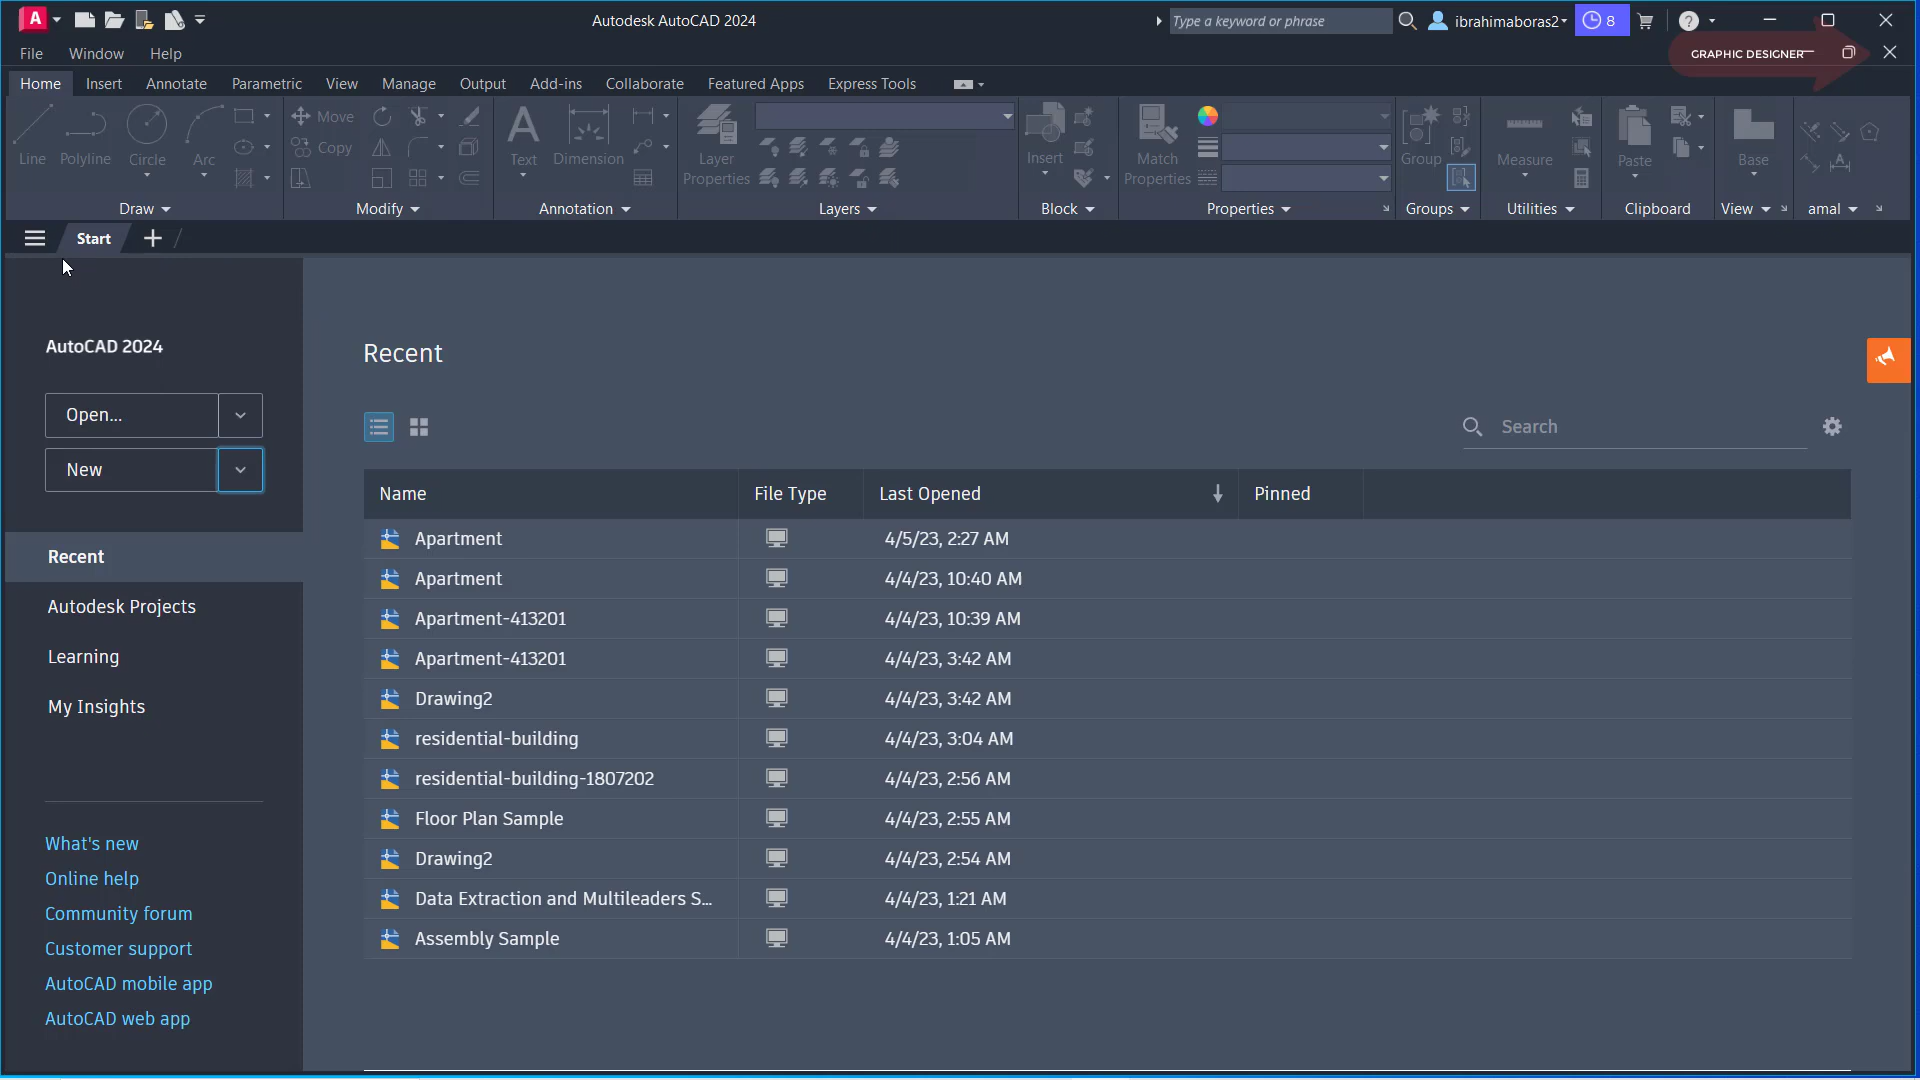 A
Autodesk AutoCAD 2024
Type a keyword or phrase
ibrahimaboras2
8
?
File Window Help
GRAPHIC DESIGNER
Home Insert Annotate Parametric View Manage Output Add-ins Collaborate Featured Apps Express Tools
Line Polyline Circle Arc
Move
Copy
Text Dimension
Layer Properties
Insert
Match Properties
Group
Measure
Paste
Base
Draw Modify Annotation Layers Block Properties Groups Utilities Clipboard View amal
Start
AutoCAD 2024
Open...
New
Recent
Autodesk Projects
Learning
My Insights
What's new
Online help
Community forum
Customer support
AutoCAD mobile app
AutoCAD web app
Recent
Search
Name File Type Last Opened Pinned
Apartment 4/5/23, 2:27 AM
Apartment 4/4/23, 10:40 AM
Apartment-413201 4/4/23, 10:39 AM
Apartment-413201 4/4/23, 3:42 AM
Drawing2 4/4/23, 3:42 AM
residential-building 4/4/23, 3:04 AM
residential-building-1807202 4/4/23, 2:56 AM
Floor Plan Sample 4/4/23, 2:55 AM
Drawing2 4/4/23, 2:54 AM
Data Extraction and Multileaders S... 4/4/23, 1:21 AM
Assembly Sample 4/4/23, 1:05 AM